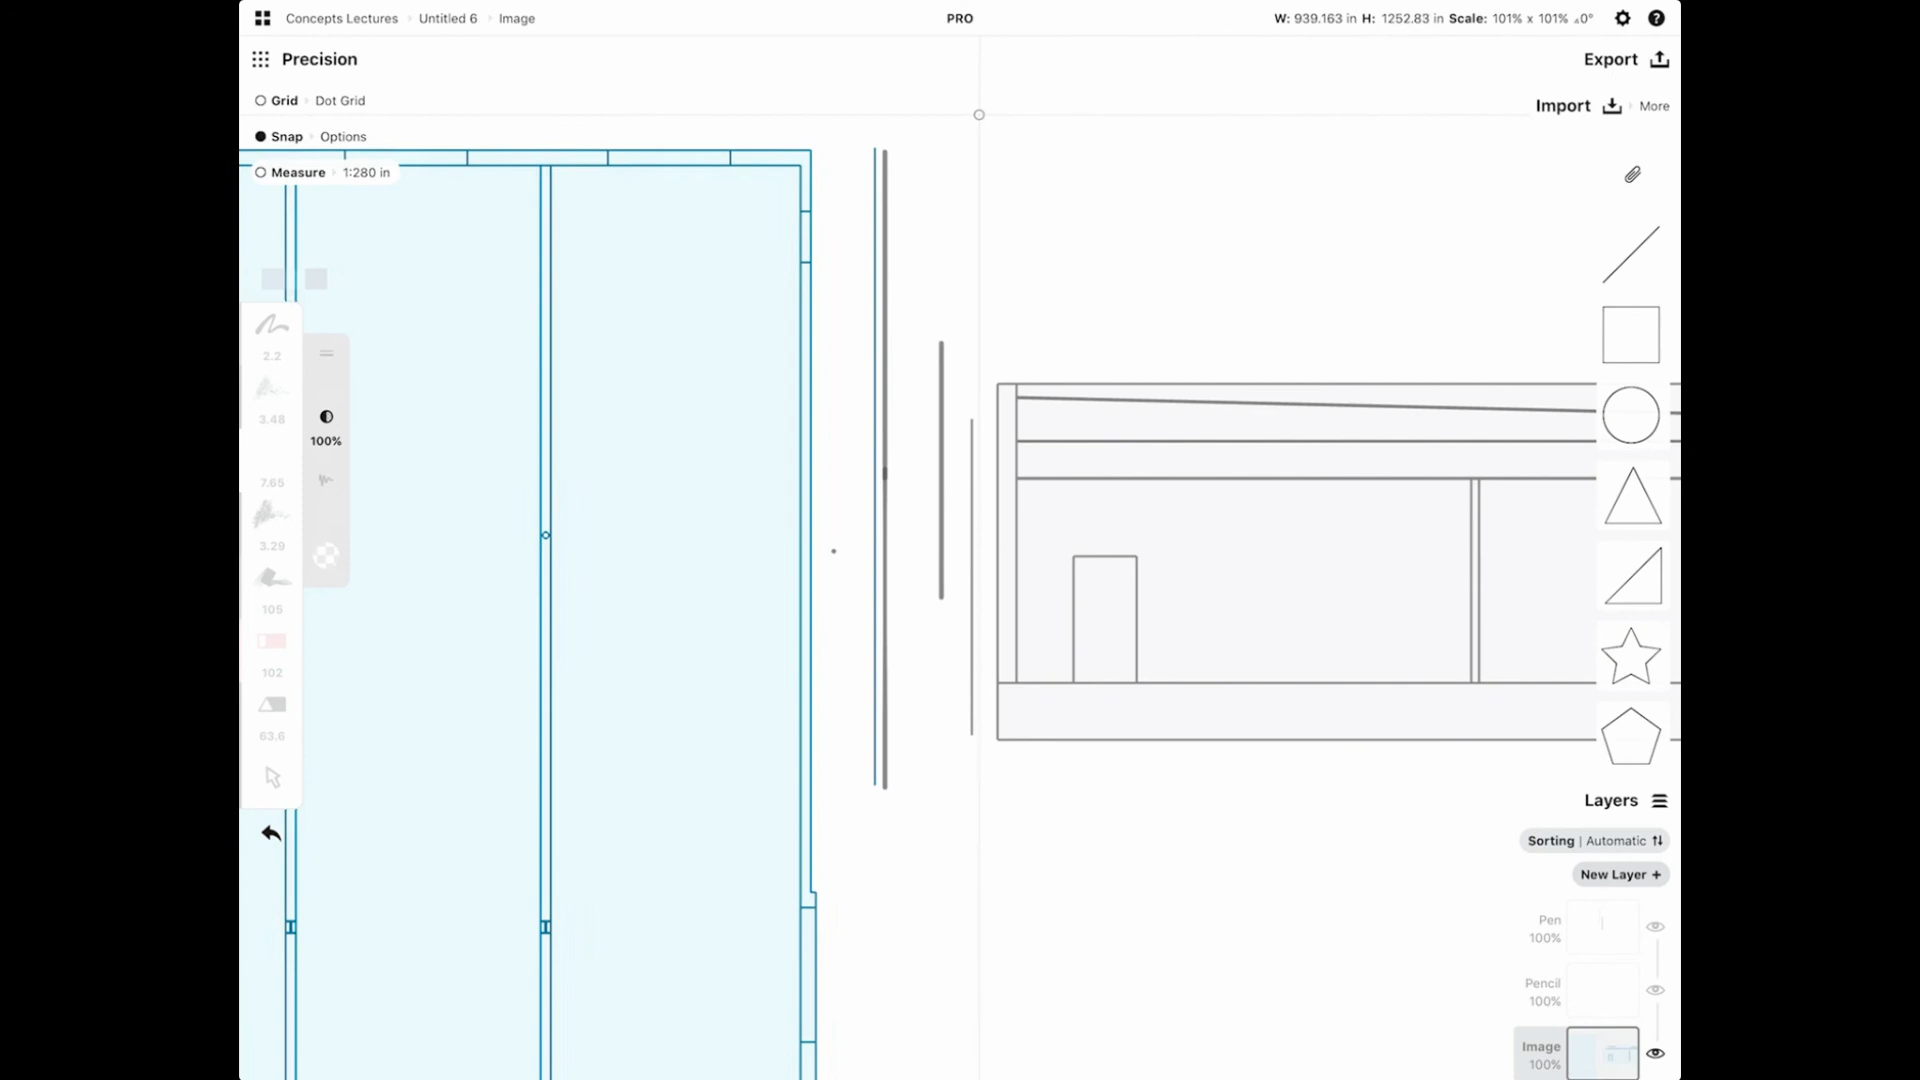 Concepts Lectures › Untitled 6 › Image
PRO
W: 939.163 in H: 1252.83 in Scale: 101% x 101% ⦟0°
Precision
Export
Grid › Dot Grid
Import › More
Snap › Options
Measure › 1:280 in
2.2
3.48
100%
7.65
3.29
105
102
63.6
Layers
Sorting | Automatic
New Layer +
Pen
100%
Pencil
100%
Image
100%